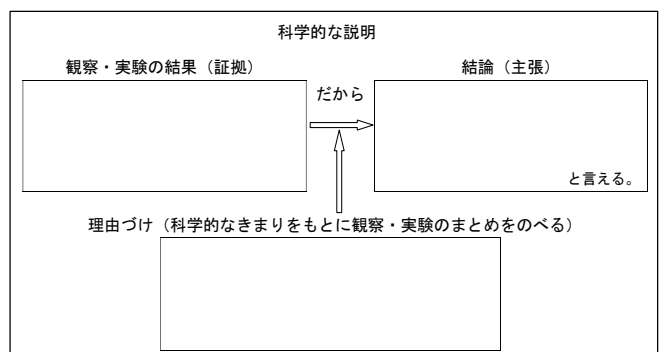 科学的な説明
観察・実験の結果（証拠）
結論（主張）
だから
と言える。
理由づけ（科学的なきまりをもとに観察・実験のまとめをのべる）